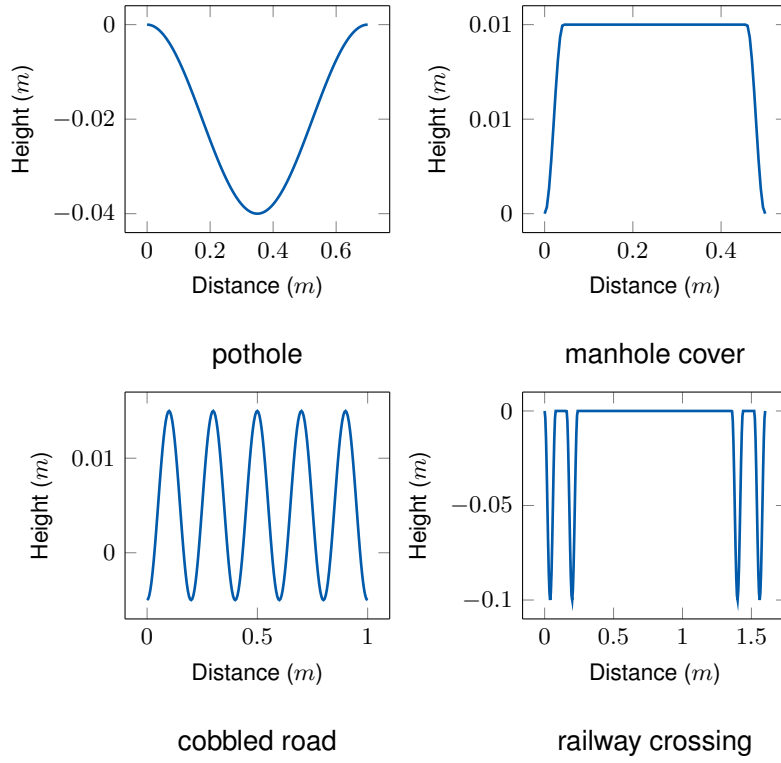 0
−0.02
−0.04
Height (m)
0 0.2 0.4 0.6
Distance (m)
pothole
0.01
0.01
0
Height (m)
0 0.2 0.4
Distance (m)
manhole cover
0.01
0
Height (m)
0 0.5 1
Distance (m)
cobbled road
0
−0.05
−0.1
Height (m)
0 0.5 1 1.5
Distance (m)
railway crossing